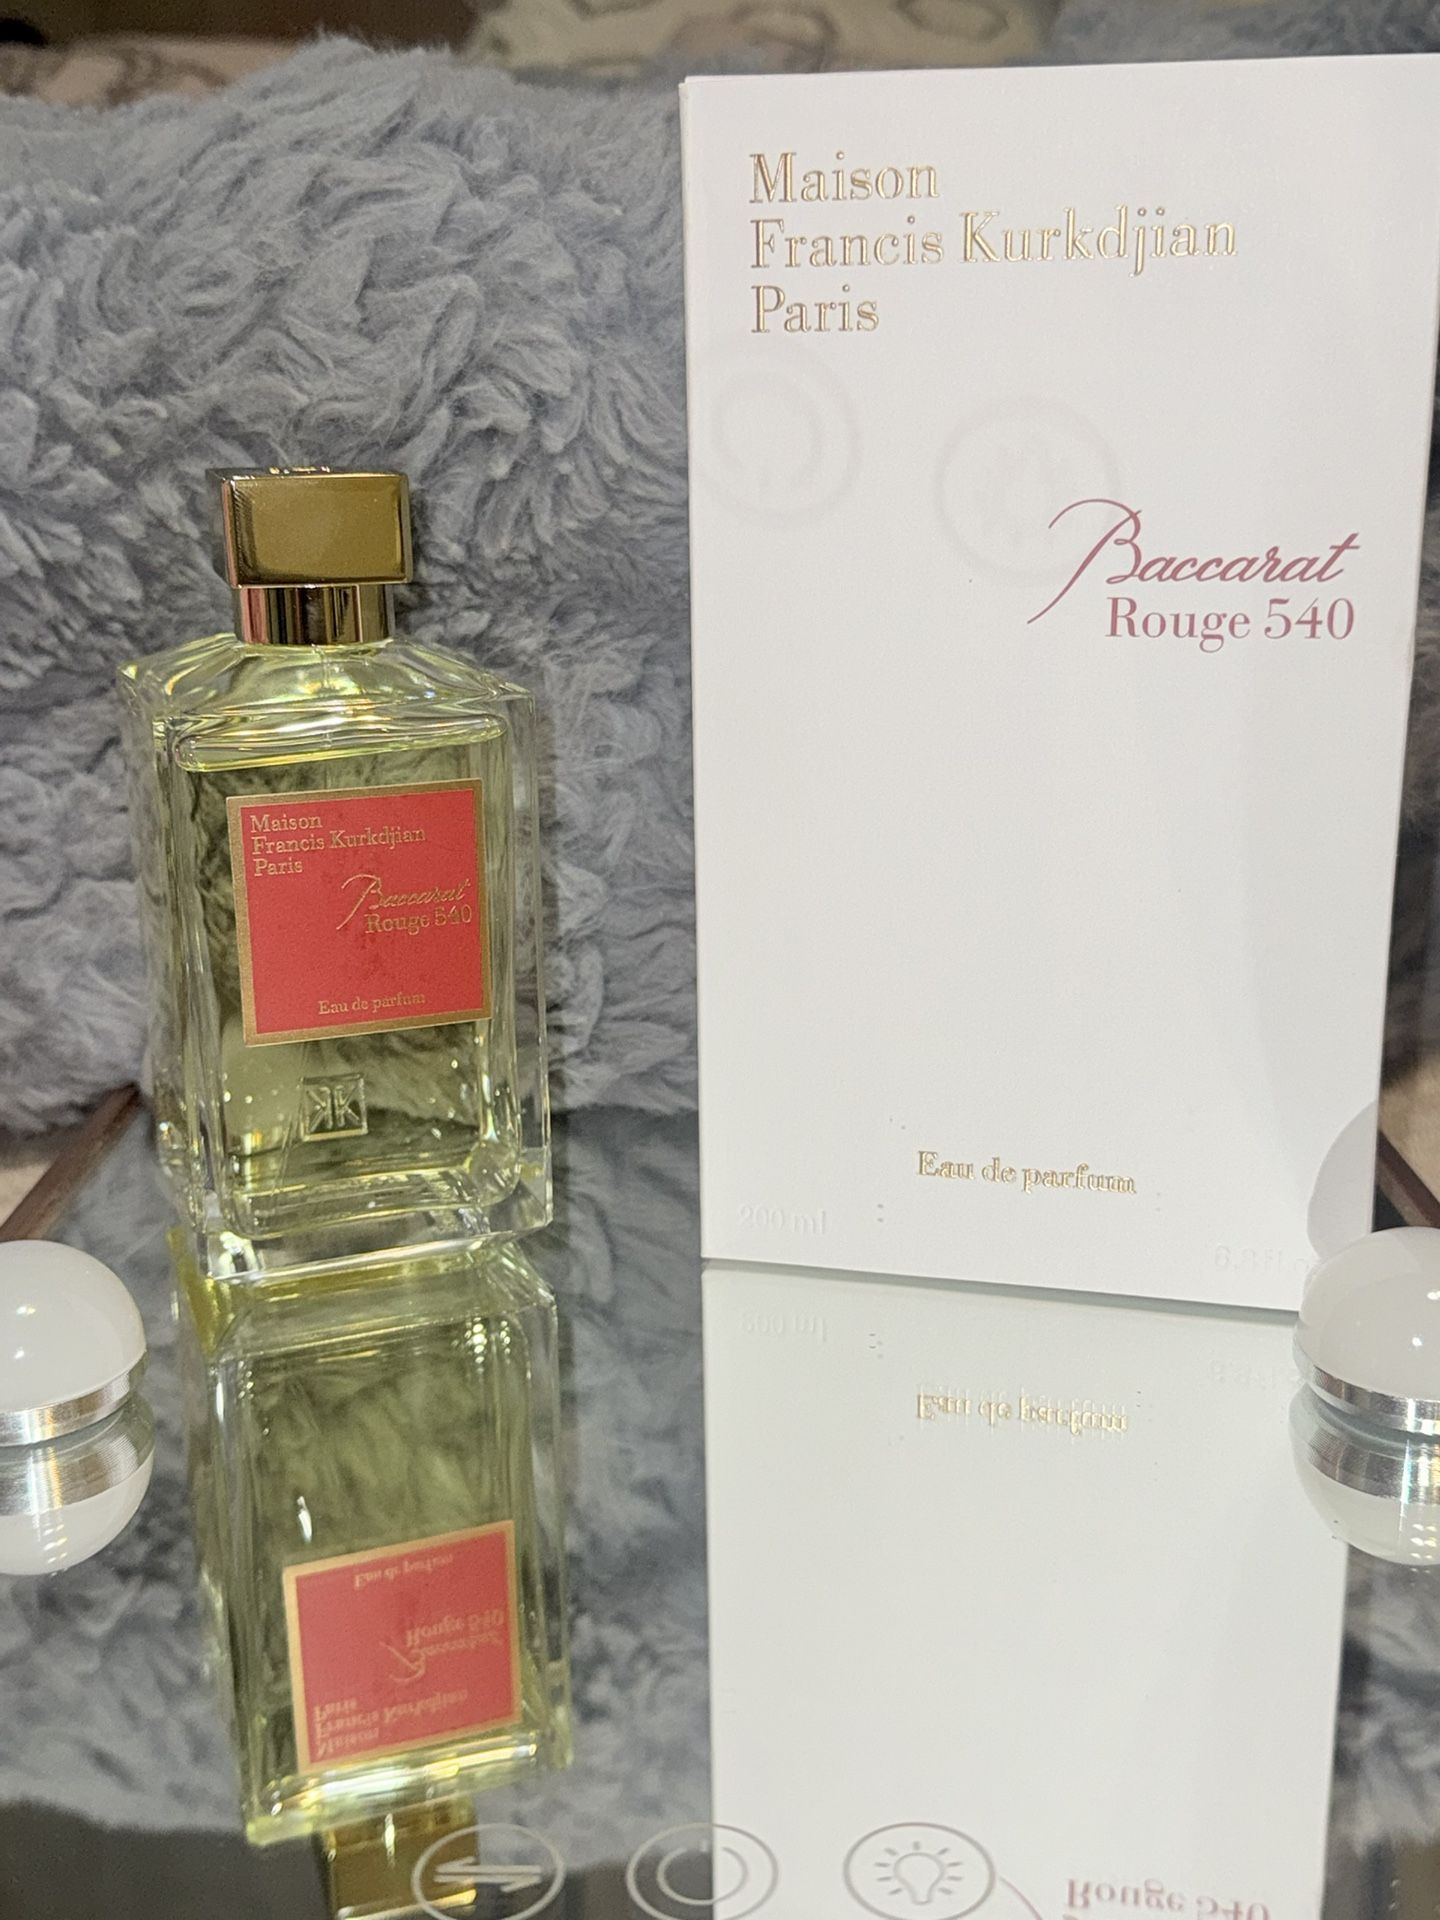 Maison
Francis Kurkdjian
Paris
Baccarat
Rouge 540
Eau de parfum
200 ml
Maison
Francis Kurkdjian
Paris
Baccarat
Rouge 540
Eau de parfum